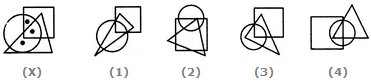 (X) (1) (2) (3) (4)